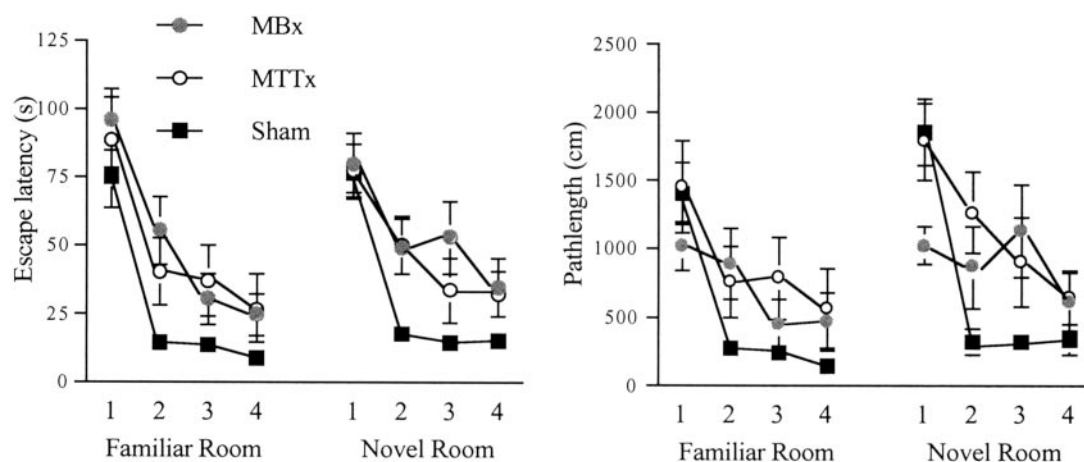 MBx
MTTx
Sham
Escape latency (s)
125
100
75
50
25
0
1 2 3 4 1 2 3 4
Familiar Room Novel Room
Pathlength (cm)
2500
2000
1500
1000
500
0
1 2 3 4 1 2 3 4
Familiar Room Novel Room